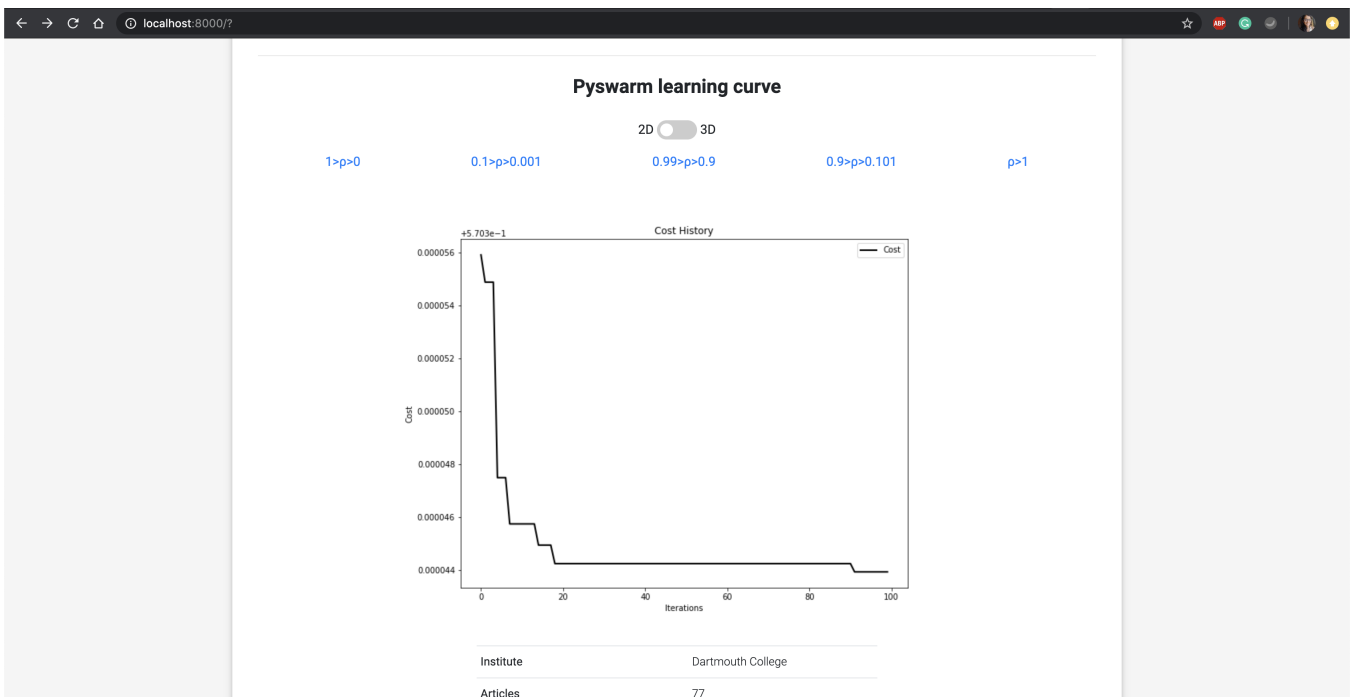 localhost:8000/?
ABP
Pyswarm learning curve
2D 3D
1>ρ>0 0.1>ρ>0.001 0.99>ρ>0.9 0.9>ρ>0.101 ρ>1
Cost History
+5.703e−1
Cost
0.000056
0.000054
0.000052
0.000050
0.000048
0.000046
0.000044
Cost
0 20 40 60 80 100
Iterations
Institute Dartmouth College
Articles 77